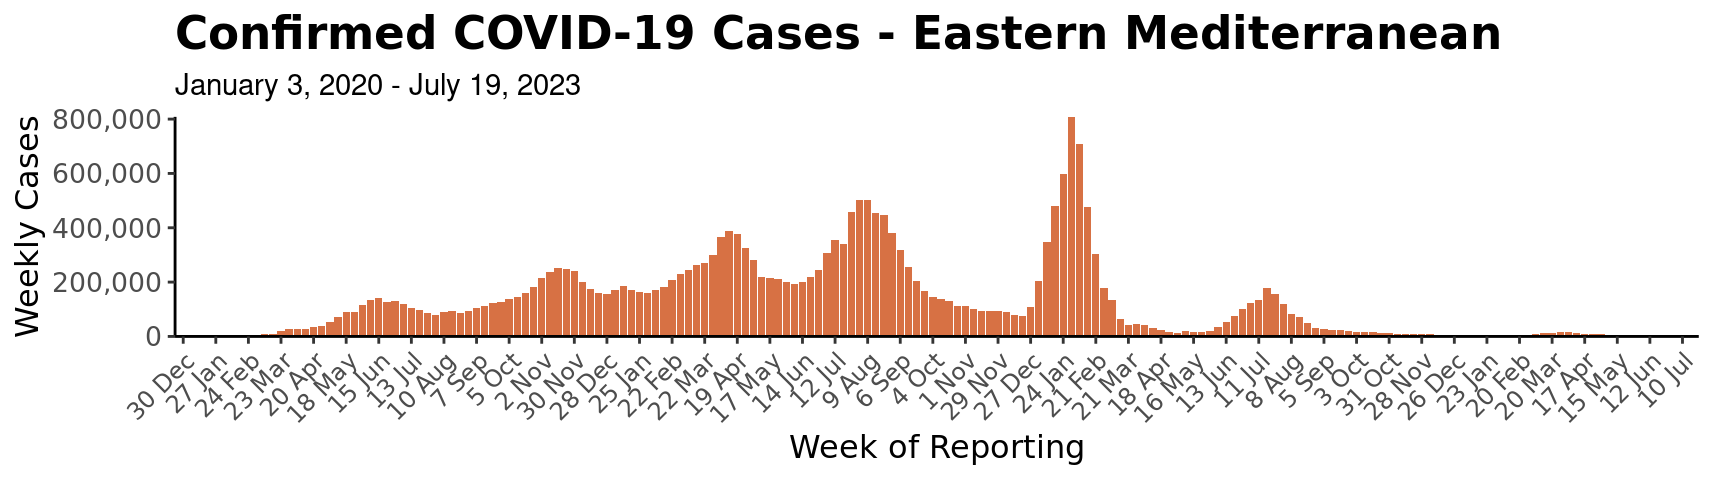 Confirmed COVID-19 Cases - Eastern Mediterranean
January 3, 2020 - July 19, 2023
Weekly Cases
800,000
600,000
400,000
200,000
0
30 Dec
27 Jan
24 Feb
23 Mar
20 Apr
18 May
15 Jun
13 Jul
10 Aug
7 Sep
5 Oct
2 Nov
30 Nov
28 Dec
25 Jan
22 Feb
22 Mar
19 Apr
17 May
14 Jun
12 Jul
9 Aug
6 Sep
4 Oct
1 Nov
29 Nov
27 Dec
24 Jan
21 Feb
21 Mar
18 Apr
16 May
13 Jun
11 Jul
8 Aug
5 Sep
3 Oct
31 Oct
28 Nov
26 Dec
23 Jan
20 Feb
20 Mar
17 Apr
15 May
12 Jun
10 Jul
Week of Reporting